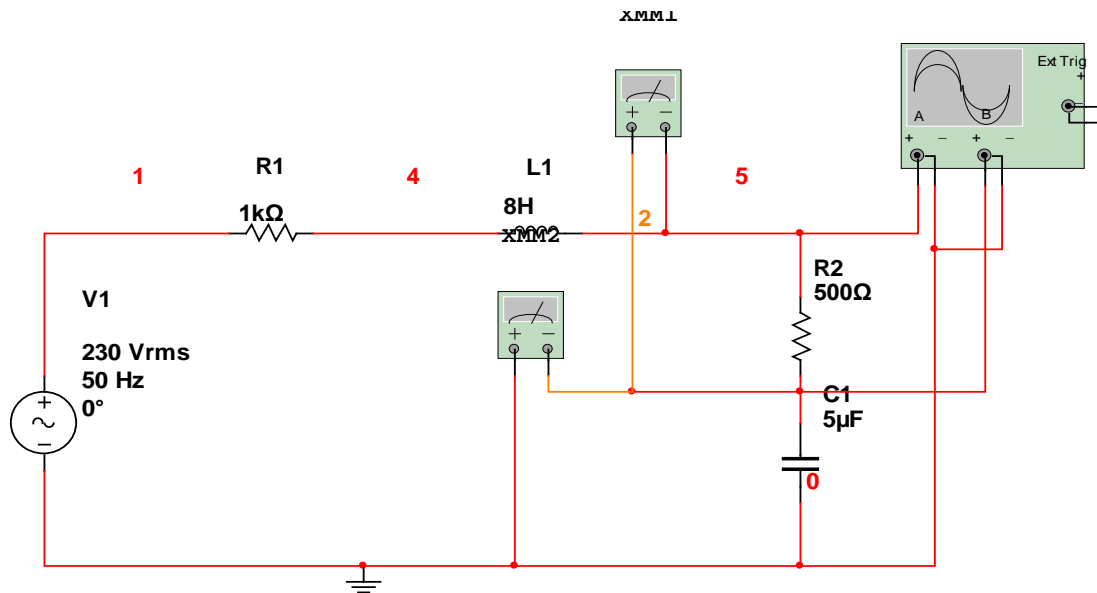 XMM1
Ext Trig
+
–
A
B
+ – + –
+ –
1
R1
4
L1
5
1kΩ
8H
XMM2
2
V1
R2
500Ω
230 Vrms
50 Hz
0°
+ –
+
–
C1
5µF
0